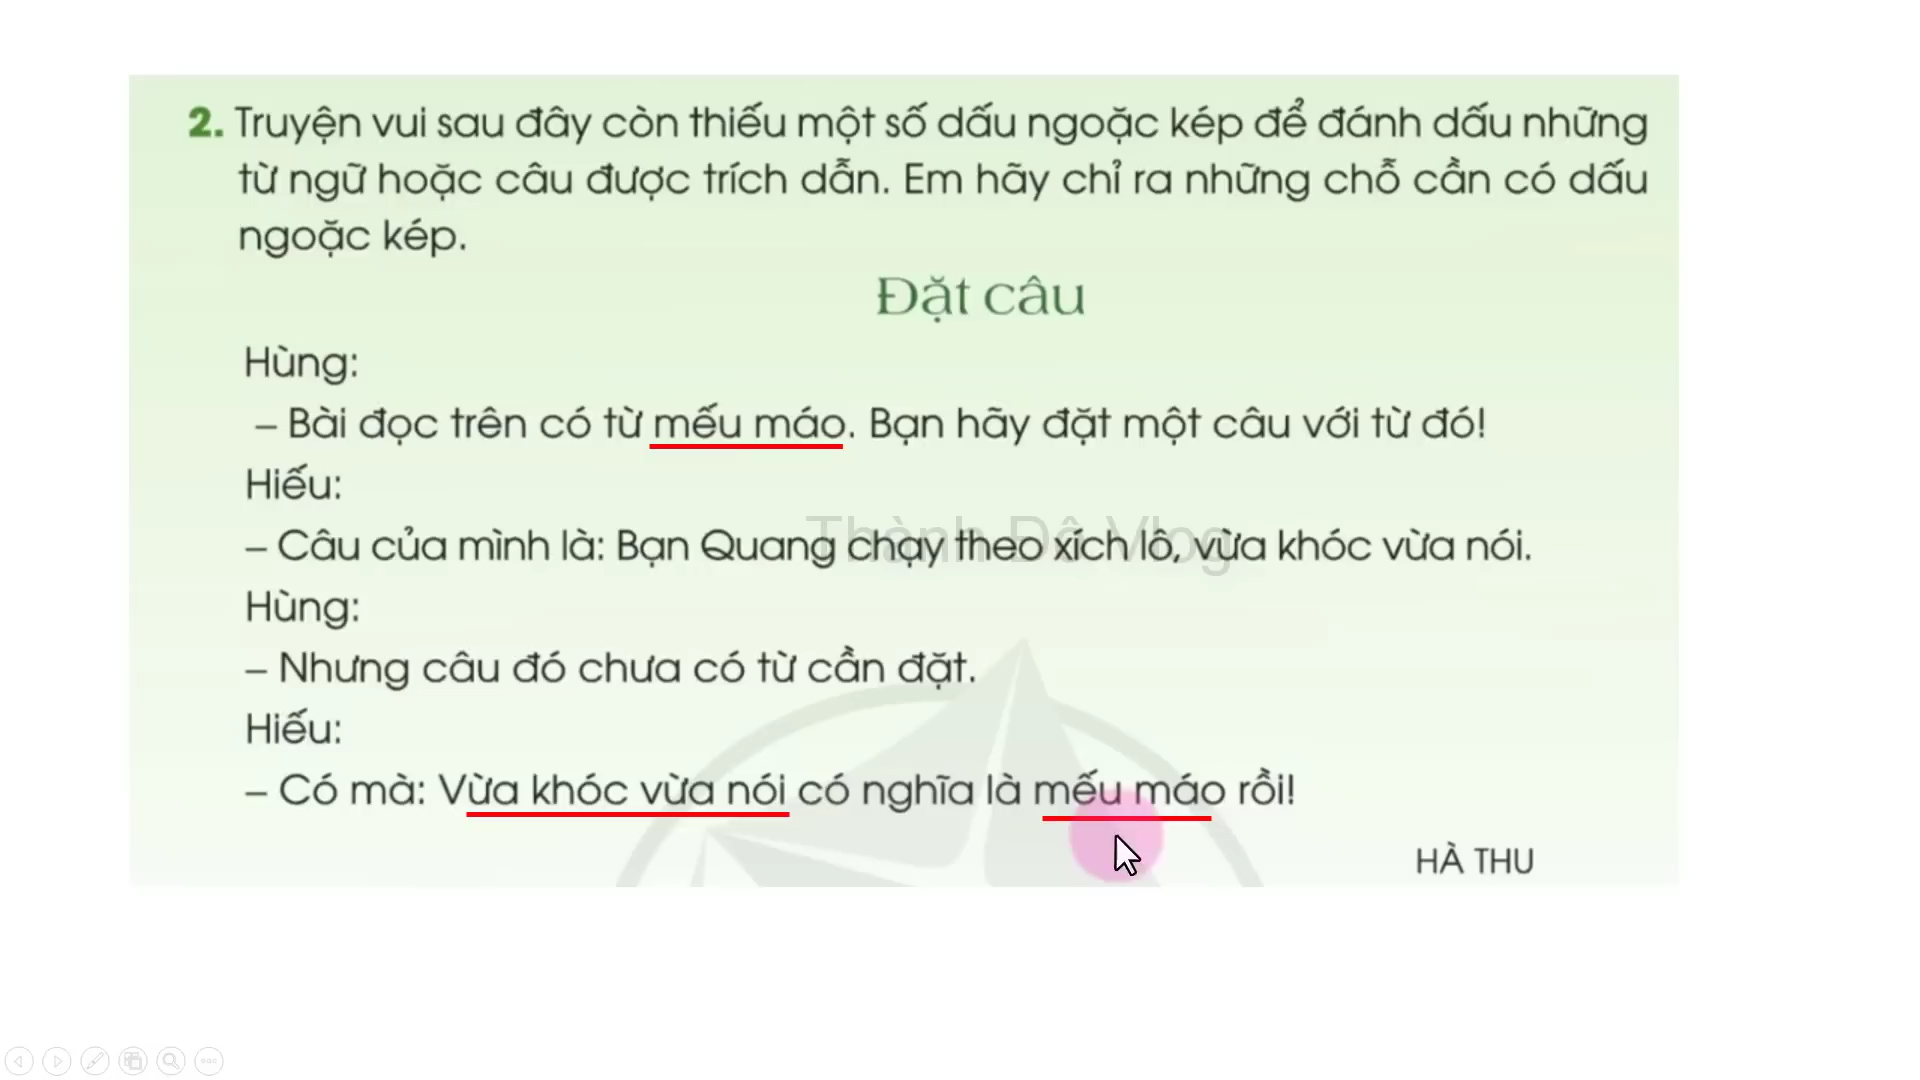 2. Truyện vui sau đây còn thiếu một số dấu ngoặc kép để đánh dấu những
từ ngữ hoặc câu được trích dẫn. Em hãy chỉ ra những chỗ cần có dấu
ngoặc kép.
Đặt câu
Hùng:
– Bài đọc trên có từ mếu máo. Bạn hãy đặt một câu với từ đó!
Hiếu:
Thành Đô Vlog
– Câu của mình là: Bạn Quang chạy theo xích lô, vừa khóc vừa nói.
Hùng:
– Nhưng câu đó chưa có từ cần đặt.
Hiếu:
– Có mà: Vừa khóc vừa nói có nghĩa là mếu máo rồi!
HÀ THU